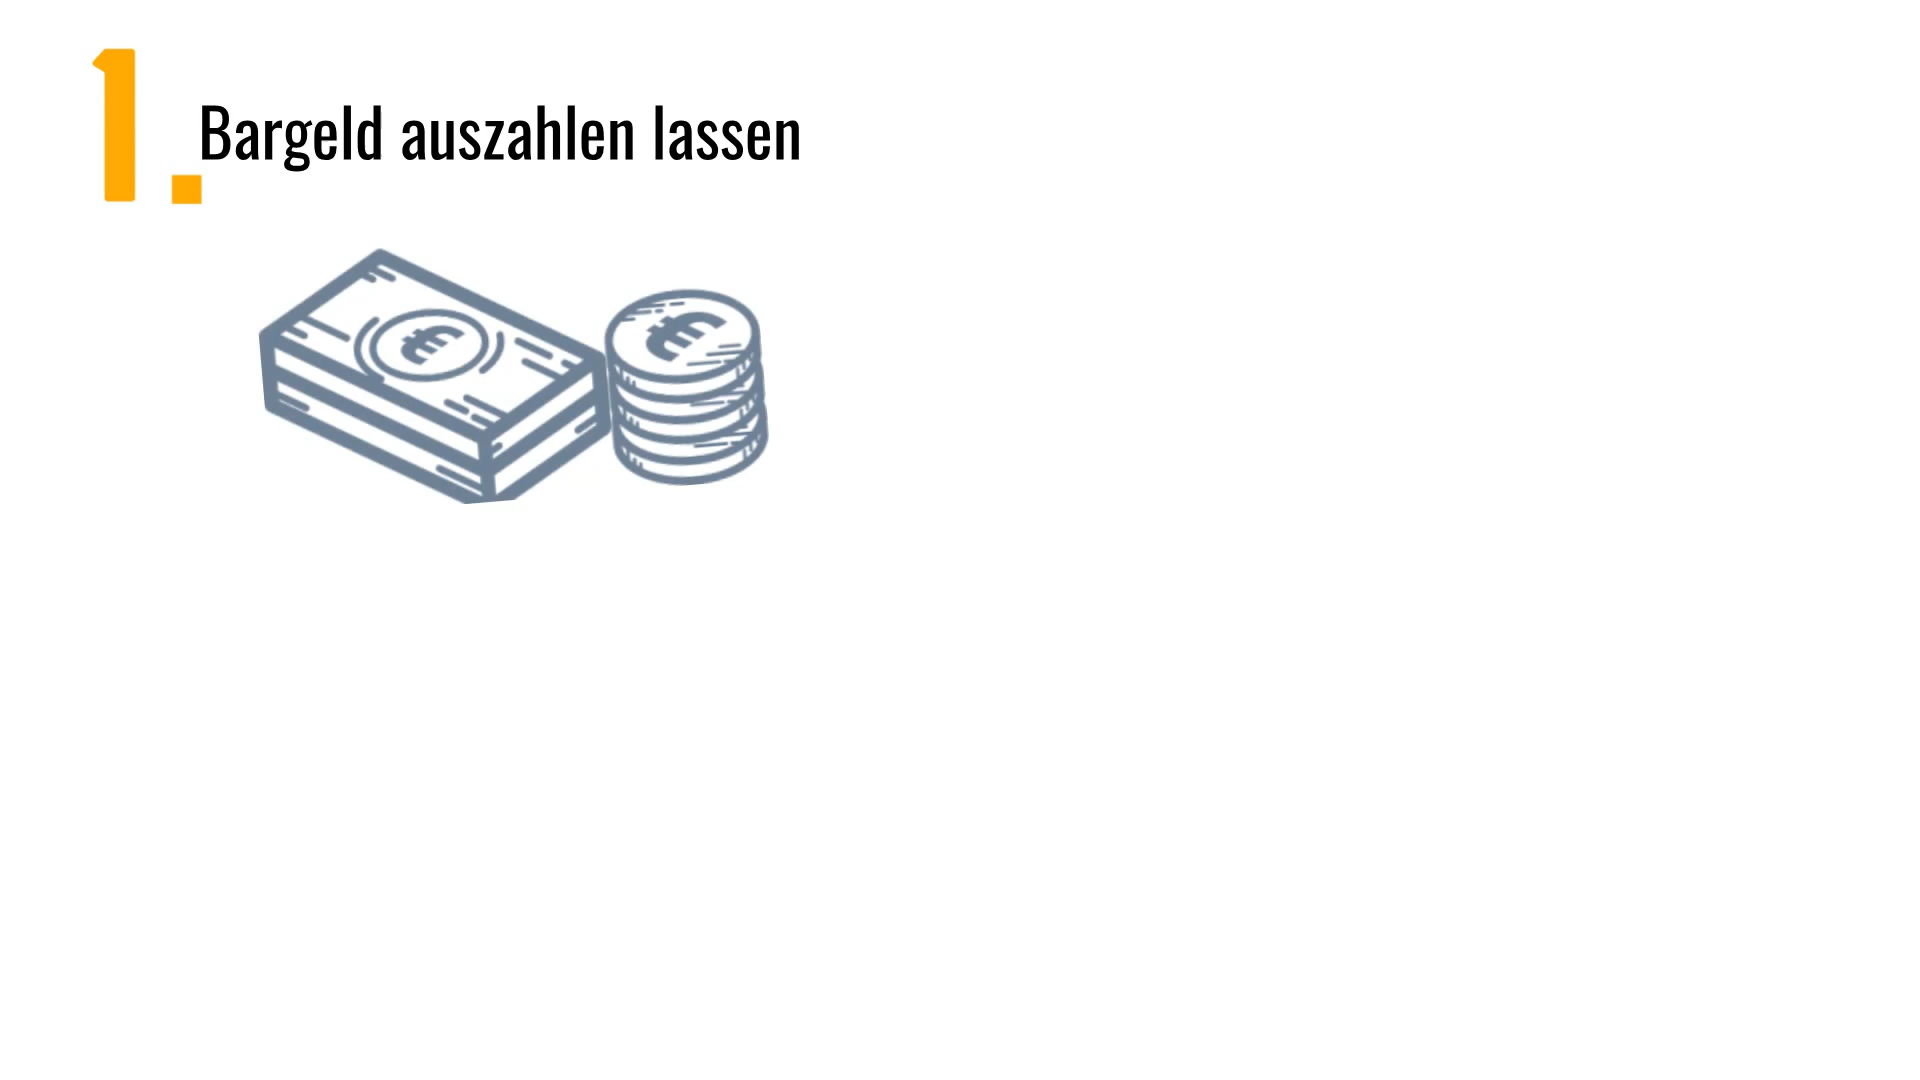 1. Bargeld auszahlen lassen
€ €